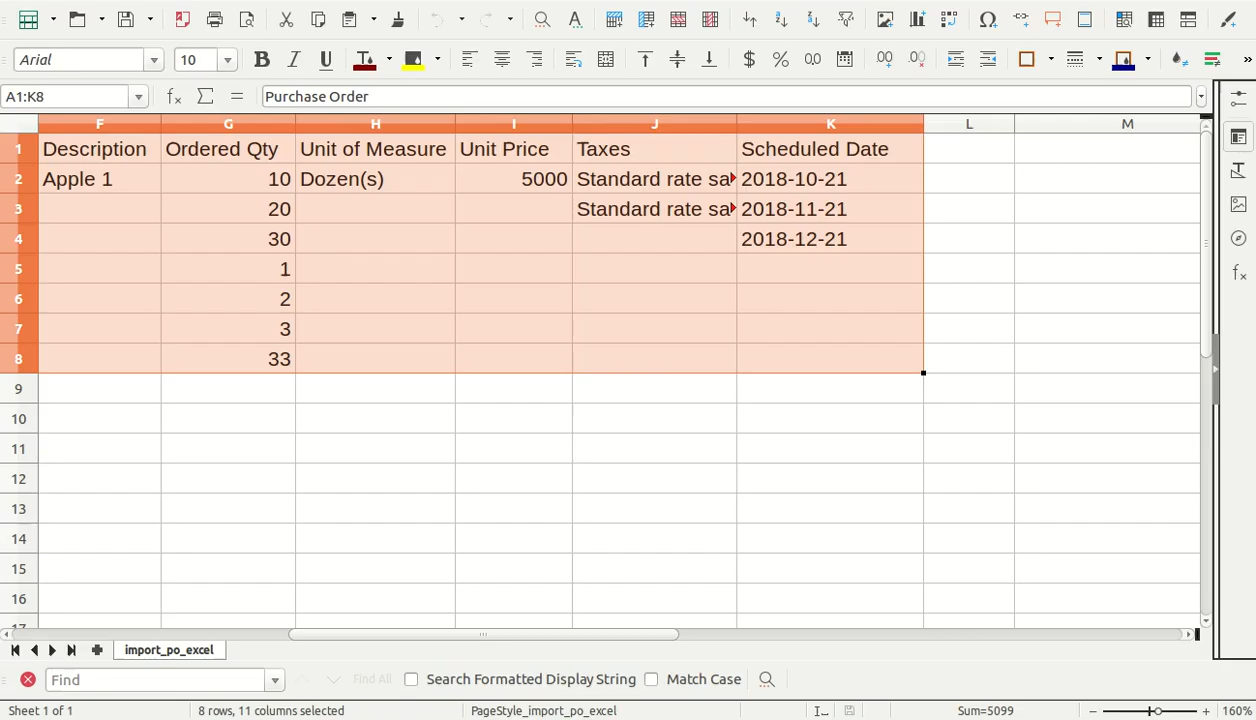 Arial
10
A1:K8
Purchase Order
F G H I J K L M
1 Description Ordered Qty Unit of Measure Unit Price Taxes Scheduled Date
2 Apple 1 10 Dozen(s) 5000 Standard rate sa 2018-10-21
3 20 Standard rate sa 2018-11-21
4 30 2018-12-21
5 1
6 2
7 3
8 33
9
10
11
12
13
14
15
16
17
import_po_excel
Find Find All Search Formatted Display String Match Case
Sheet 1 of 1 8 rows, 11 columns selected PageStyle_import_po_excel Sum=5099 160%